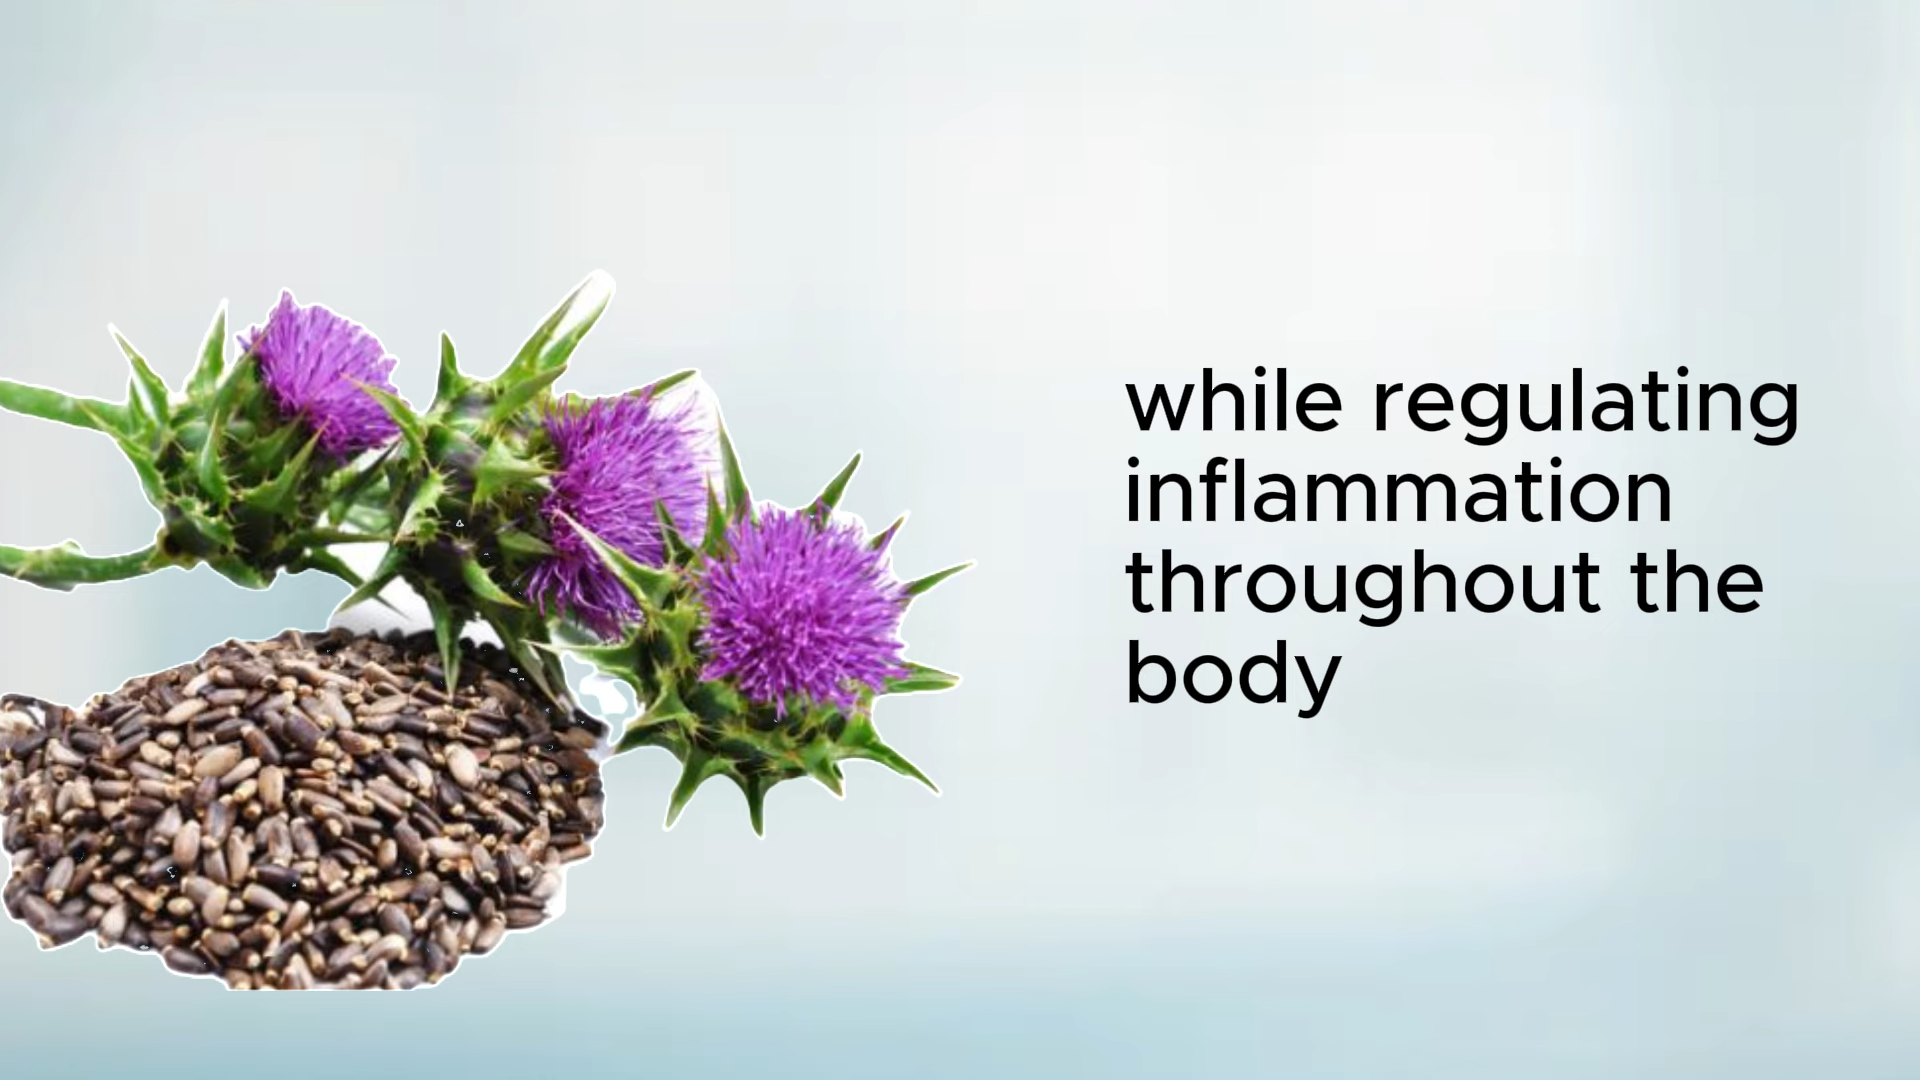 while regulating
inflammation
throughout the
body